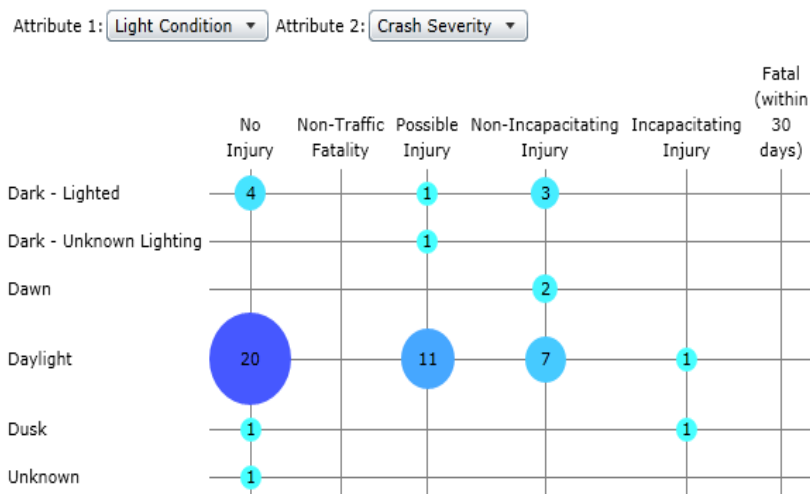 Attribute 1: Light Condition Attribute 2: Crash Severity
Fatal
(within
No Non-Traffic Possible Non-Incapacitating Incapacitating 30
Injury Fatality Injury Injury Injury days)
Dark - Lighted 4 1 3
Dark - Unknown Lighting 1
Dawn 2
Daylight 20 11 7 1
Dusk 1 1
Unknown 1